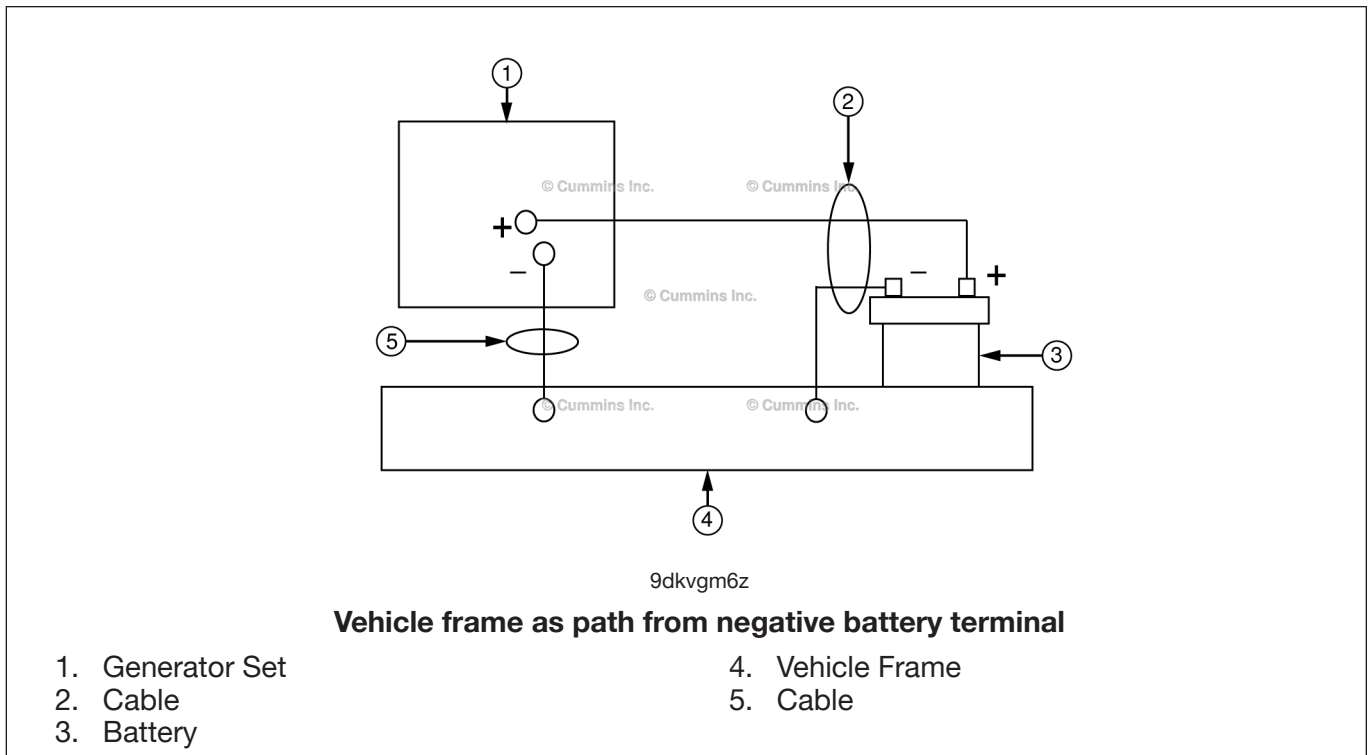 1
2
© Cummins Inc. © Cummins Inc.
+
–
– +
© Cummins Inc.
5
3
© Cummins Inc. © Cummins Inc.
4
9dkvgm6z
Vehicle frame as path from negative battery terminal
1. Generator Set
2. Cable
3. Battery
4. Vehicle Frame
5. Cable